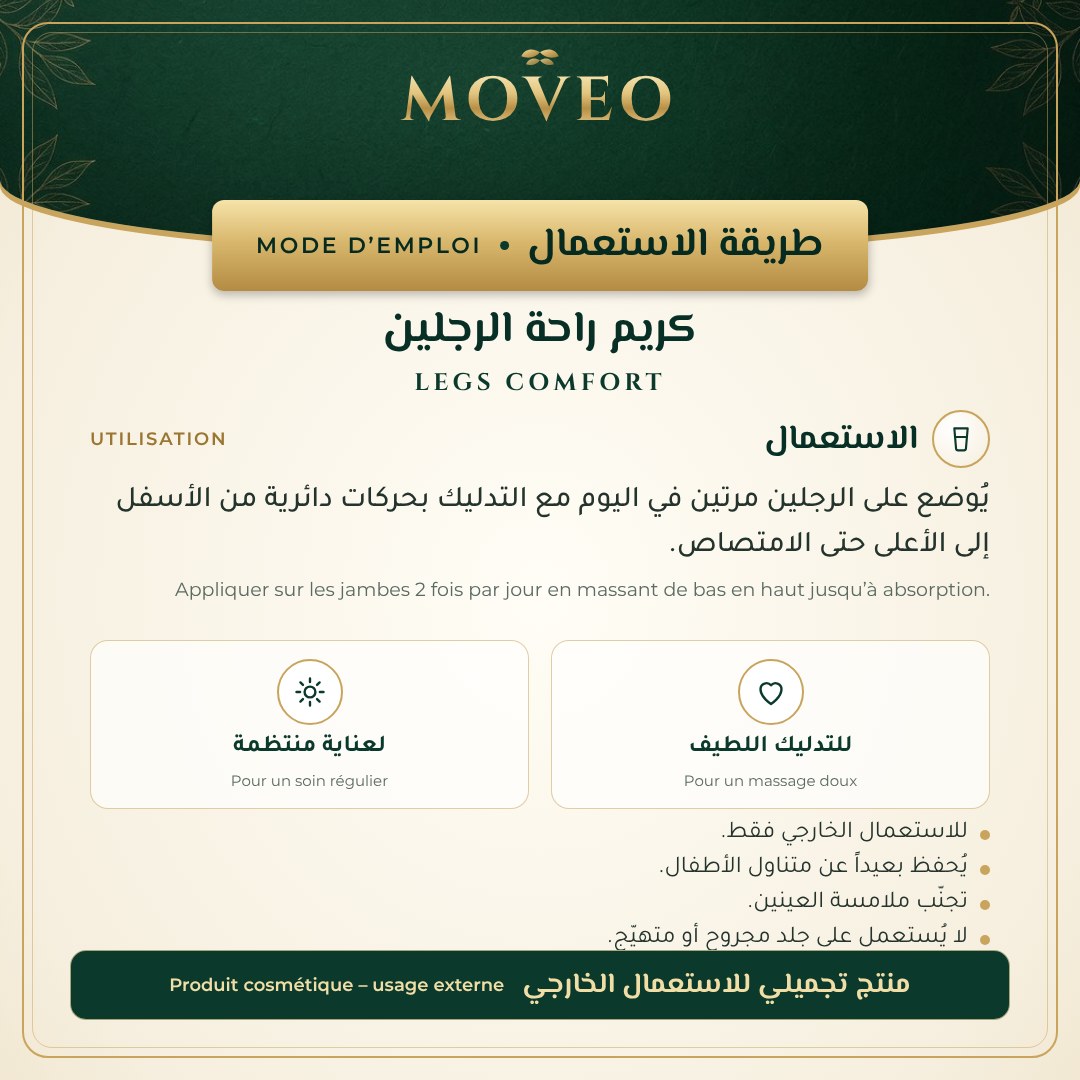 MOVEO
طريقة الاستعمال • MODE D’EMPLOI
كريم راحة الرجلين
LEGS COMFORT
الاستعمال
UTILISATION
يُوضع على الرجلين مرتين في اليوم مع التدليك بحركات دائرية من الأسفل
إلى الأعلى حتى الامتصاص.
Appliquer sur les jambes 2 fois par jour en massant de bas en haut jusqu’à absorption.
للتدليك اللطيف
Pour un massage doux
لعناية منتظمة
Pour un soin régulier
للاستعمال الخارجي فقط.
يُحفظ بعيداً عن متناول الأطفال.
تجنّب ملامسة العينين.
لا يُستعمل على جلد مجروح أو متهيّج.
منتج تجميلي للاستعمال الخارجي Produit cosmétique – usage externe